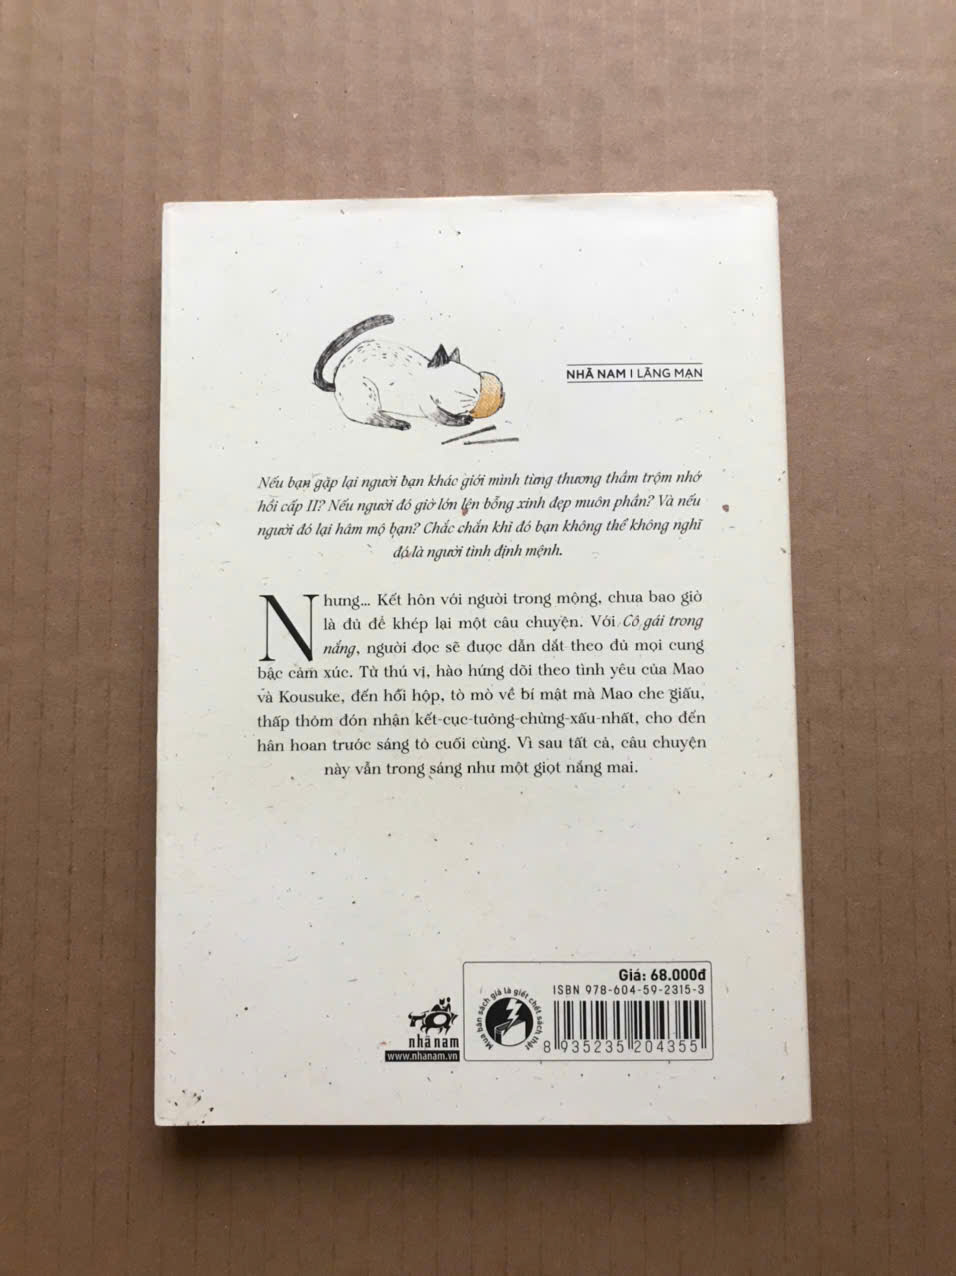 NHÃ NAM | LÃNG MẠN
Nếu bạn gặp lại người bạn khác giới mình từng thương thầm trộm nhớ
hồi cấp II? Nếu người đó giờ lớn lên bỗng xinh đẹp muôn phần? Và nếu
người đó lại hâm mộ bạn? Chắc chắn khi đó bạn không thể không nghĩ
đó là người tình định mệnh.
Nhưng... Kết hôn với người trong mộng, chưa bao giờ
là đủ để khép lại một câu chuyện. Với Cô gái trong
nắng, người đọc sẽ được dẫn dắt theo đủ mọi cung
bậc cảm xúc. Từ thú vị, hào hứng dõi theo tình yêu của Mao
và Kousuke, đến hồi hộp, tò mò về bí mật mà Mao che giấu,
thấp thỏm đón nhận kết-cục-tưởng-chừng-xấu-nhất, cho đến
hân hoan trước sáng tỏ cuối cùng. Vì sau tất cả, câu chuyện
này vẫn trong sáng như một giọt nắng mai.
nhã nam
www.nhanam.vn
Mua bán sách giả là giết chết sách thật
Giá: 68.000đ
ISBN 978-604-59-2315-3
8 935235 204355